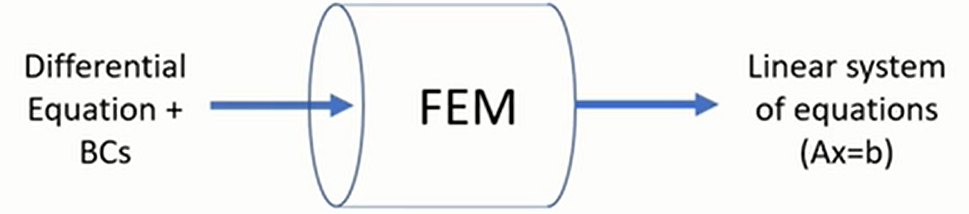 Differential
Equation +
BCs
FEM
Linear system
of equations
(Ax=b)